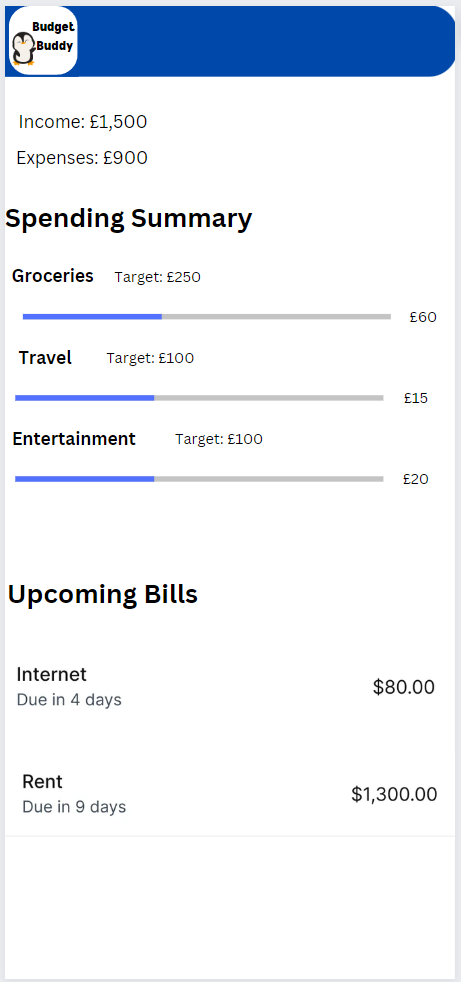 Budget
Buddy
Income: £1,500
Expenses: £900
Spending Summary
Groceries Target: £250
£60
Travel Target: £100
£15
Entertainment Target: £100
£20
Upcoming Bills
Internet
$80.00
Due in 4 days
Rent
$1,300.00
Due in 9 days